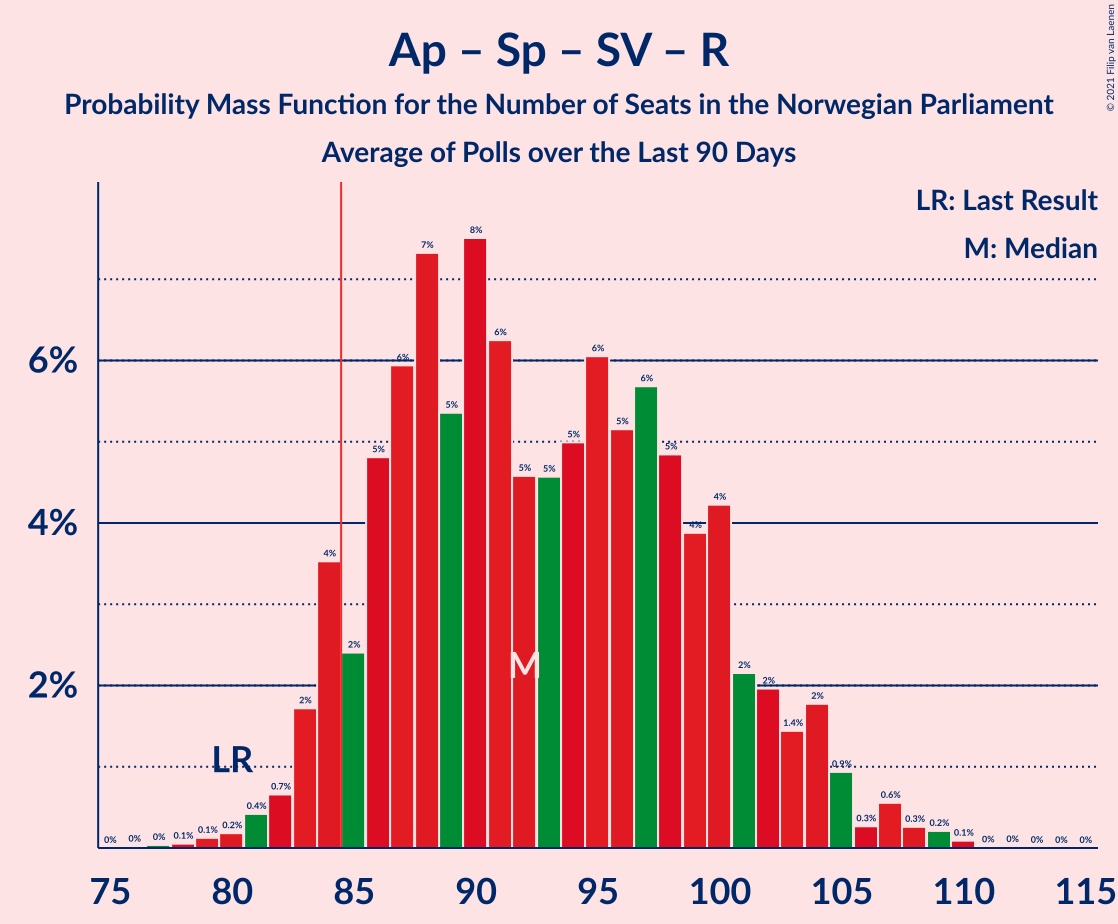 Ap – Sp – SV – R
Probability Mass Function for the Number of Seats in the Norwegian Parliament
Average of Polls over the Last 90 Days
© 2021 Filip van Laenen
LR: Last Result
M: Median
6%
4%
2%
0% 0% 0% 0.1% 0.1% 0.2% 0.4% 0.7% 2% 4% 2% 5% 6% 7% 5% 8% 6% 5% 5% 5% 6% 5% 6% 5% 4% 4% 2% 2% 1.4% 2% 0.9% 0.3% 0.6% 0.3% 0.2% 0.1% 0% 0% 0% 0% 0%
M
LR
75 80 85 90 95 100 105 110 115